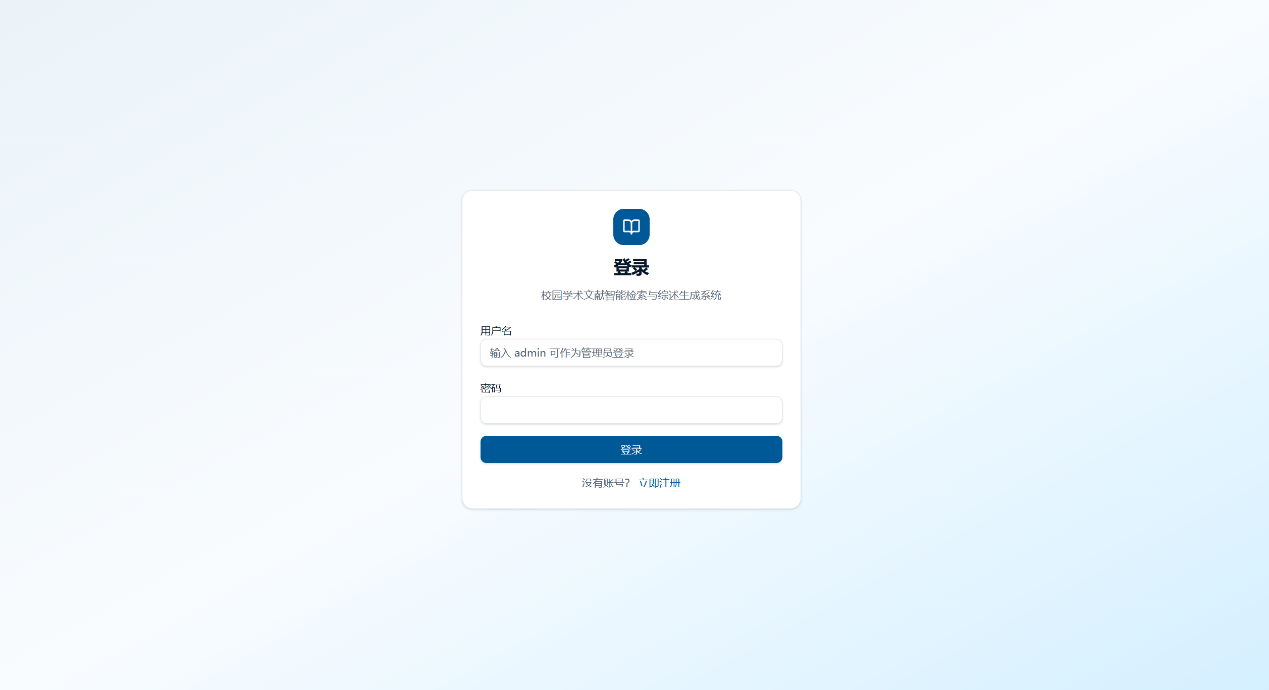 登录
校园学术文献智能检索与综述生成系统
用户名
输入 admin 可作为管理员登录
密码
登录
没有账号？ 立即注册